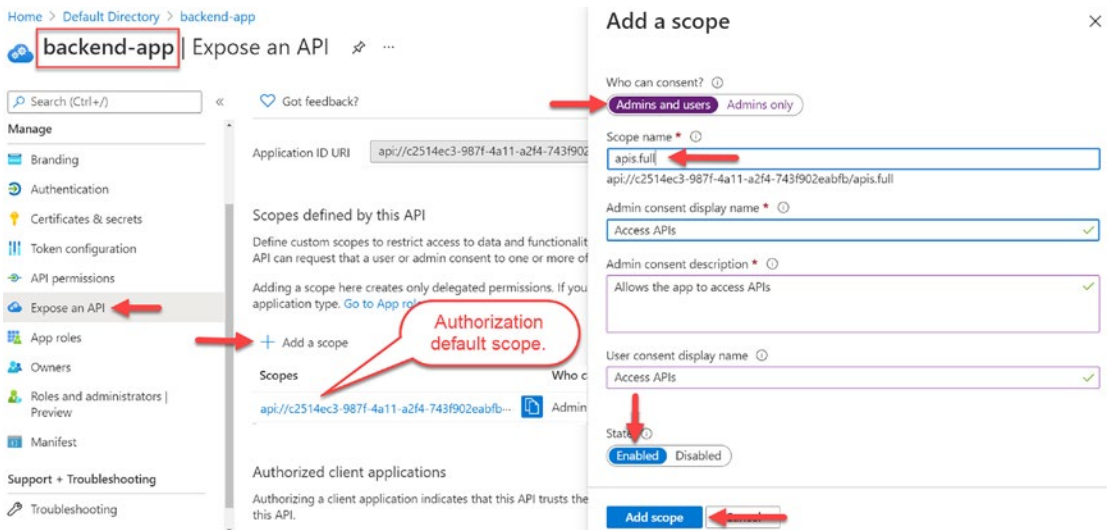 Home > Default Directory > backend-app
backend-app | Expose an API
Search (Ctrl+/)
Manage
Branding
Authentication
Certificates & secrets
Token configuration
API permissions
Expose an API
App roles
Owners
Roles and administrators |
Preview
Manifest
Support + Troubleshooting
Troubleshooting
Got feedback?
Application ID URI
api://c2514ec3-987f-4a11-a2f4-743f902
Scopes defined by this API
Define custom scopes to restrict access to data and functionalit
API can request that a user or admin consent to one or more of
Adding a scope here creates only delegated permissions. If you
application type. Go to App rol
Authorization
default scope.
Add a scope
Scopes
Who c
api://c2514ec3-987f-4a11-a2f4-743f902eabfb-...
Admin
Authorized client applications
Authorizing a client application indicates that this API trusts the
this API.
Add a scope
Who can consent?
Admins and users Admins only
Scope name *
apis.full
api://c2514ec3-987f-4a11-a2f4-743f902eabfb/apis.full
Admin consent display name *
Access APIs
Admin consent description *
Allows the app to access APIs
User consent display name
Access APIs
State
Enabled Disabled
Add scope